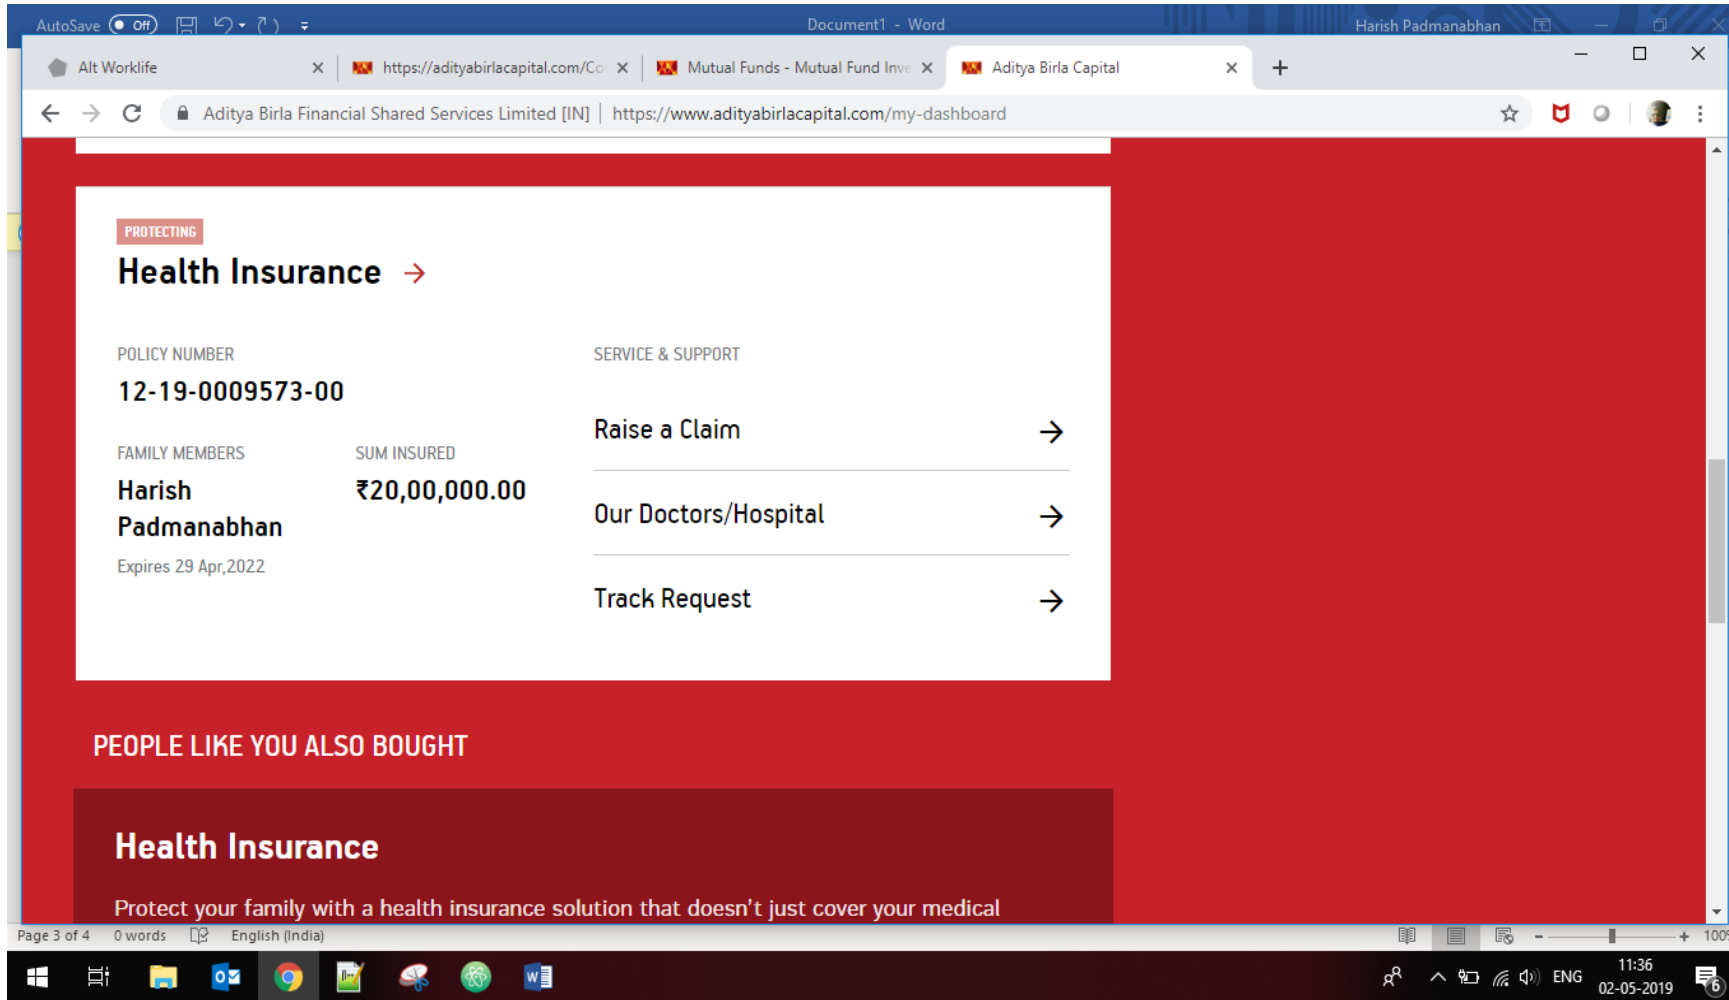 AutoSave Off
Document1 - Word
Harish Padmanabhan
Alt Worklife
https://adityabirlacapital.com/Co
Mutual Funds - Mutual Fund Inve
Aditya Birla Capital
Aditya Birla Financial Shared Services Limited [IN] | https://www.adityabirlacapital.com/my-dashboard
PROTECTING
Health Insurance
POLICY NUMBER
12-19-0009573-00
FAMILY MEMBERS
Harish
Padmanabhan
Expires 29 Apr,2022
SUM INSURED
₹20,00,000.00
SERVICE & SUPPORT
Raise a Claim
Our Doctors/Hospital
Track Request
PEOPLE LIKE YOU ALSO BOUGHT
Health Insurance
Protect your family with a health insurance solution that doesn't just cover your medical
Page 3 of 4 0 words English (India)
100%
ENG
11:36
02-05-2019
6